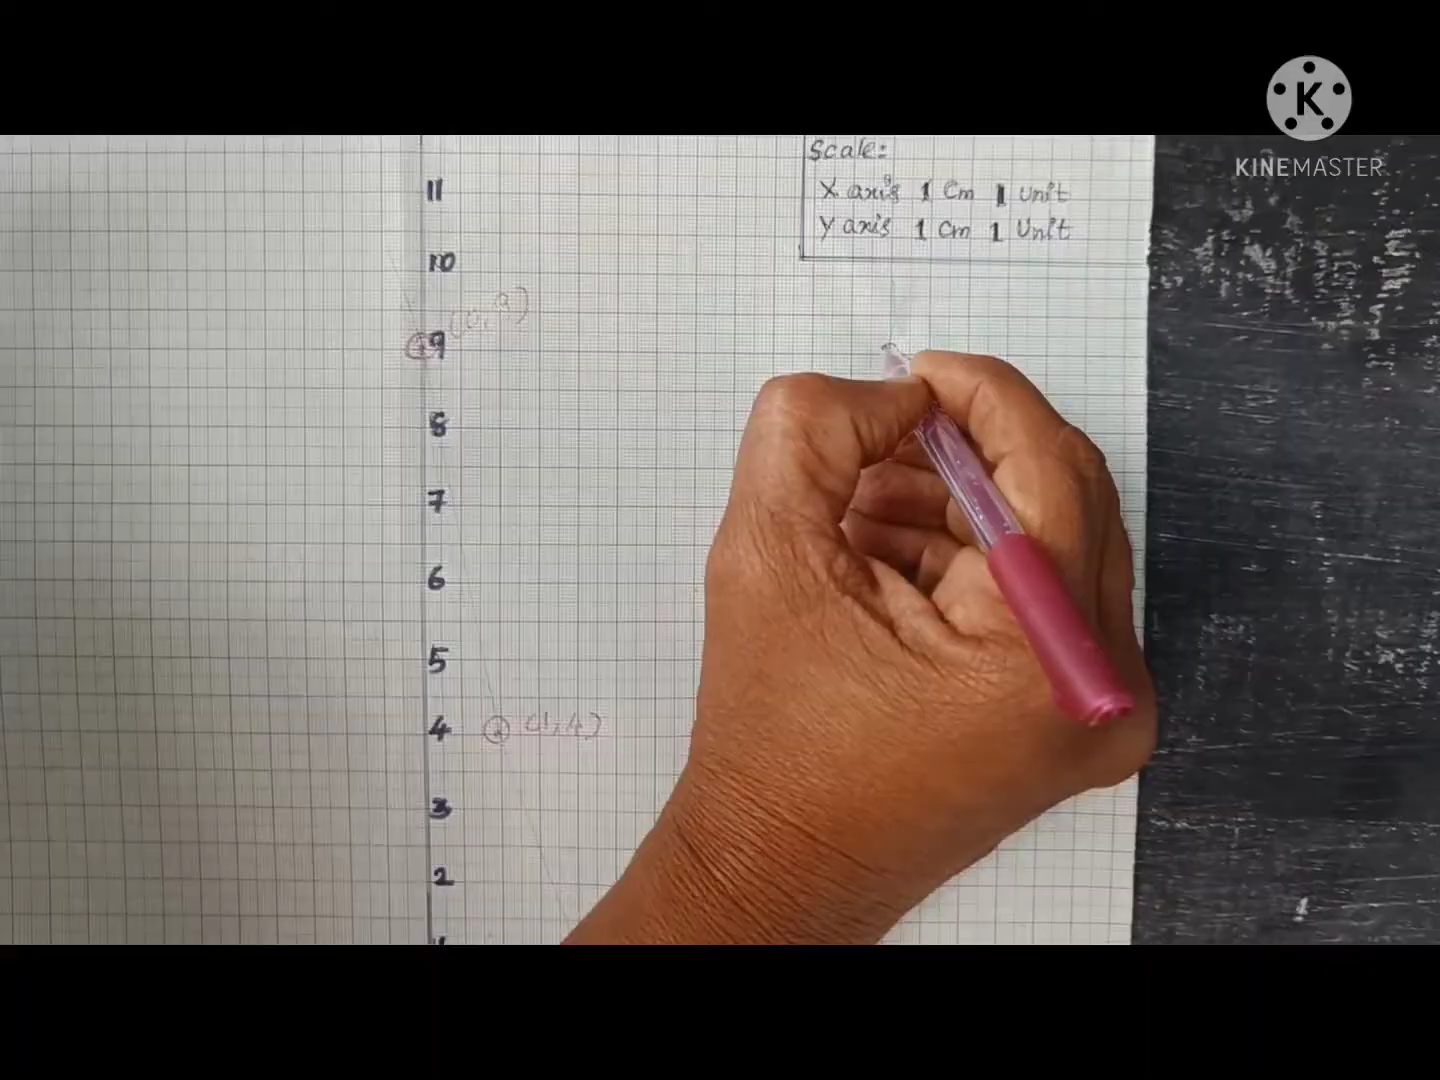 KINEMASTER
Scale:
X axis 1 Cm 1 Unit
Y axis 1 Cm 1 Unit
11
10
(0,9)
9
8
7
6
5
4 (1,4)
3
2